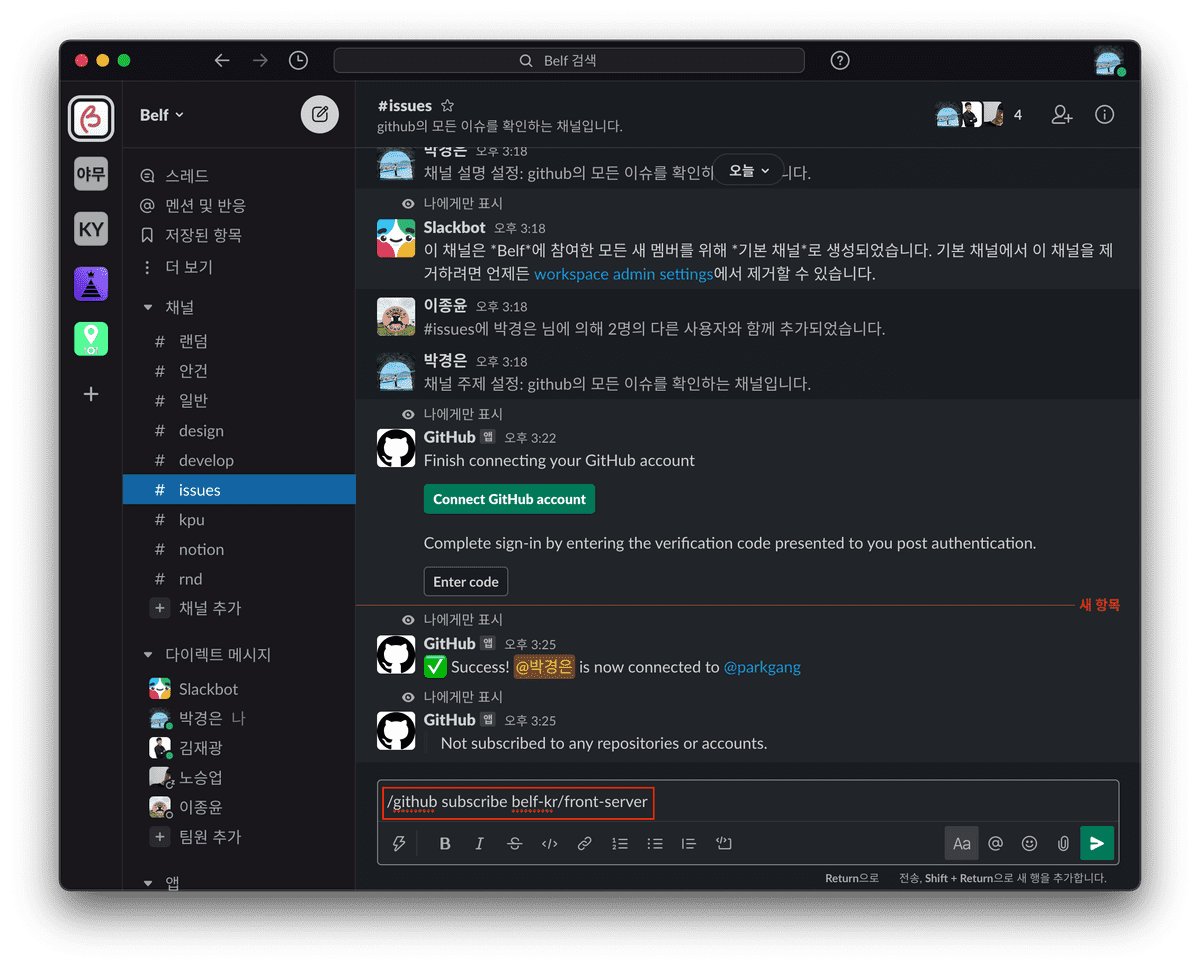 Belf 검색
Belf
야무
KY
스레드
멘션 및 반응
저장된 항목
더 보기
채널
# 랜덤
# 안건
# 일반
# design
# develop
# issues
# kpu
# notion
# rnd
+ 채널 추가
다이렉트 메시지
Slackbot
박경은 나
김재광
노승업
이종윤
+ 팀원 추가
앱
#issues
github의 모든 이슈를 확인하는 채널입니다.
4
박경은 오후 3:18
채널 설명 설정: github의 모든 이슈를 확인하
오늘
니다.
나에게만 표시
Slackbot 오후 3:18
이 채널은 *Belf*에 참여한 모든 새 멤버를 위해 *기본 채널*로 생성되었습니다. 기본 채널에서 이 채널을 제
거하려면 언제든 workspace admin settings에서 제거할 수 있습니다.
이종윤 오후 3:18
#issues에 박경은 님에 의해 2명의 다른 사용자와 함께 추가되었습니다.
박경은 오후 3:18
채널 주제 설정: github의 모든 이슈를 확인하는 채널입니다.
나에게만 표시
GitHub 앱 오후 3:22
Finish connecting your GitHub account
Connect GitHub account
Complete sign-in by entering the verification code presented to you post authentication.
Enter code
새 항목
나에게만 표시
GitHub 앱 오후 3:25
Success! @박경은 is now connected to @parkgang
나에게만 표시
GitHub 앱 오후 3:25
Not subscribed to any repositories or accounts.
/github subscribe belf-kr/front-server
B I S </> Aa @
Return으로 전송, Shift + Return으로 새 행을 추가합니다.